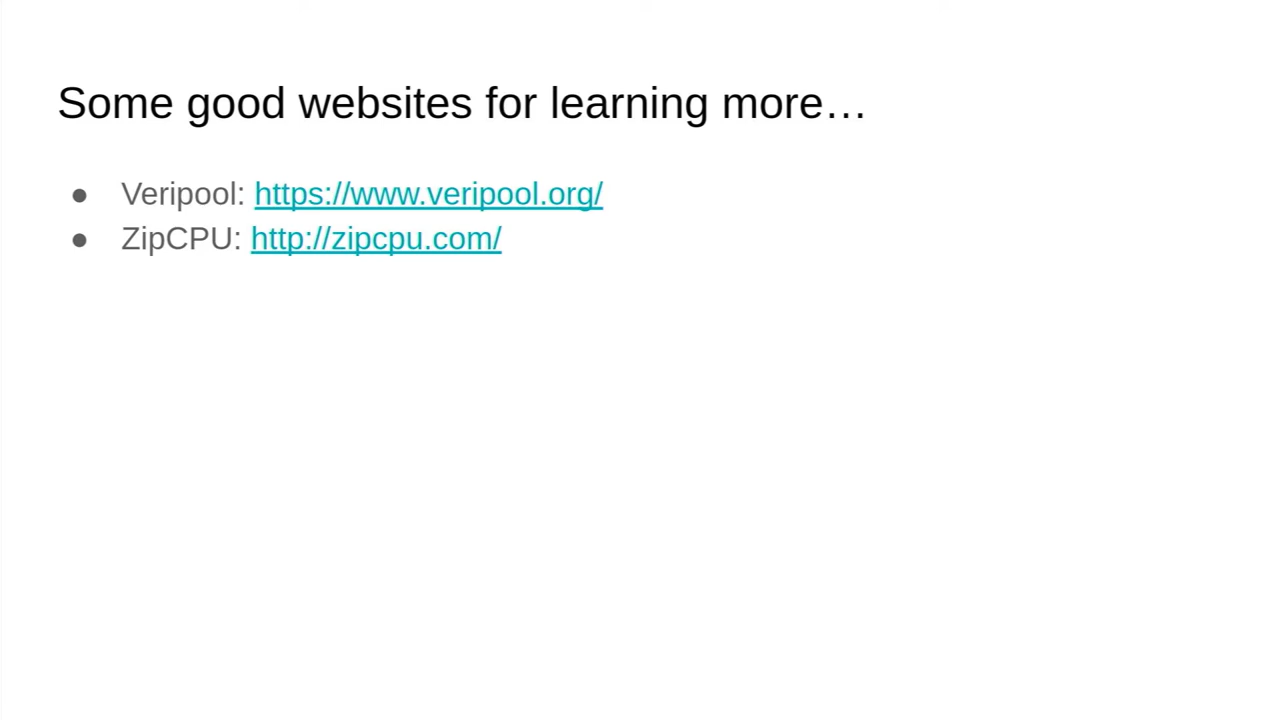 Some good websites for learning more…
● Veripool: https://www.veripool.org/
● ZipCPU: http://zipcpu.com/